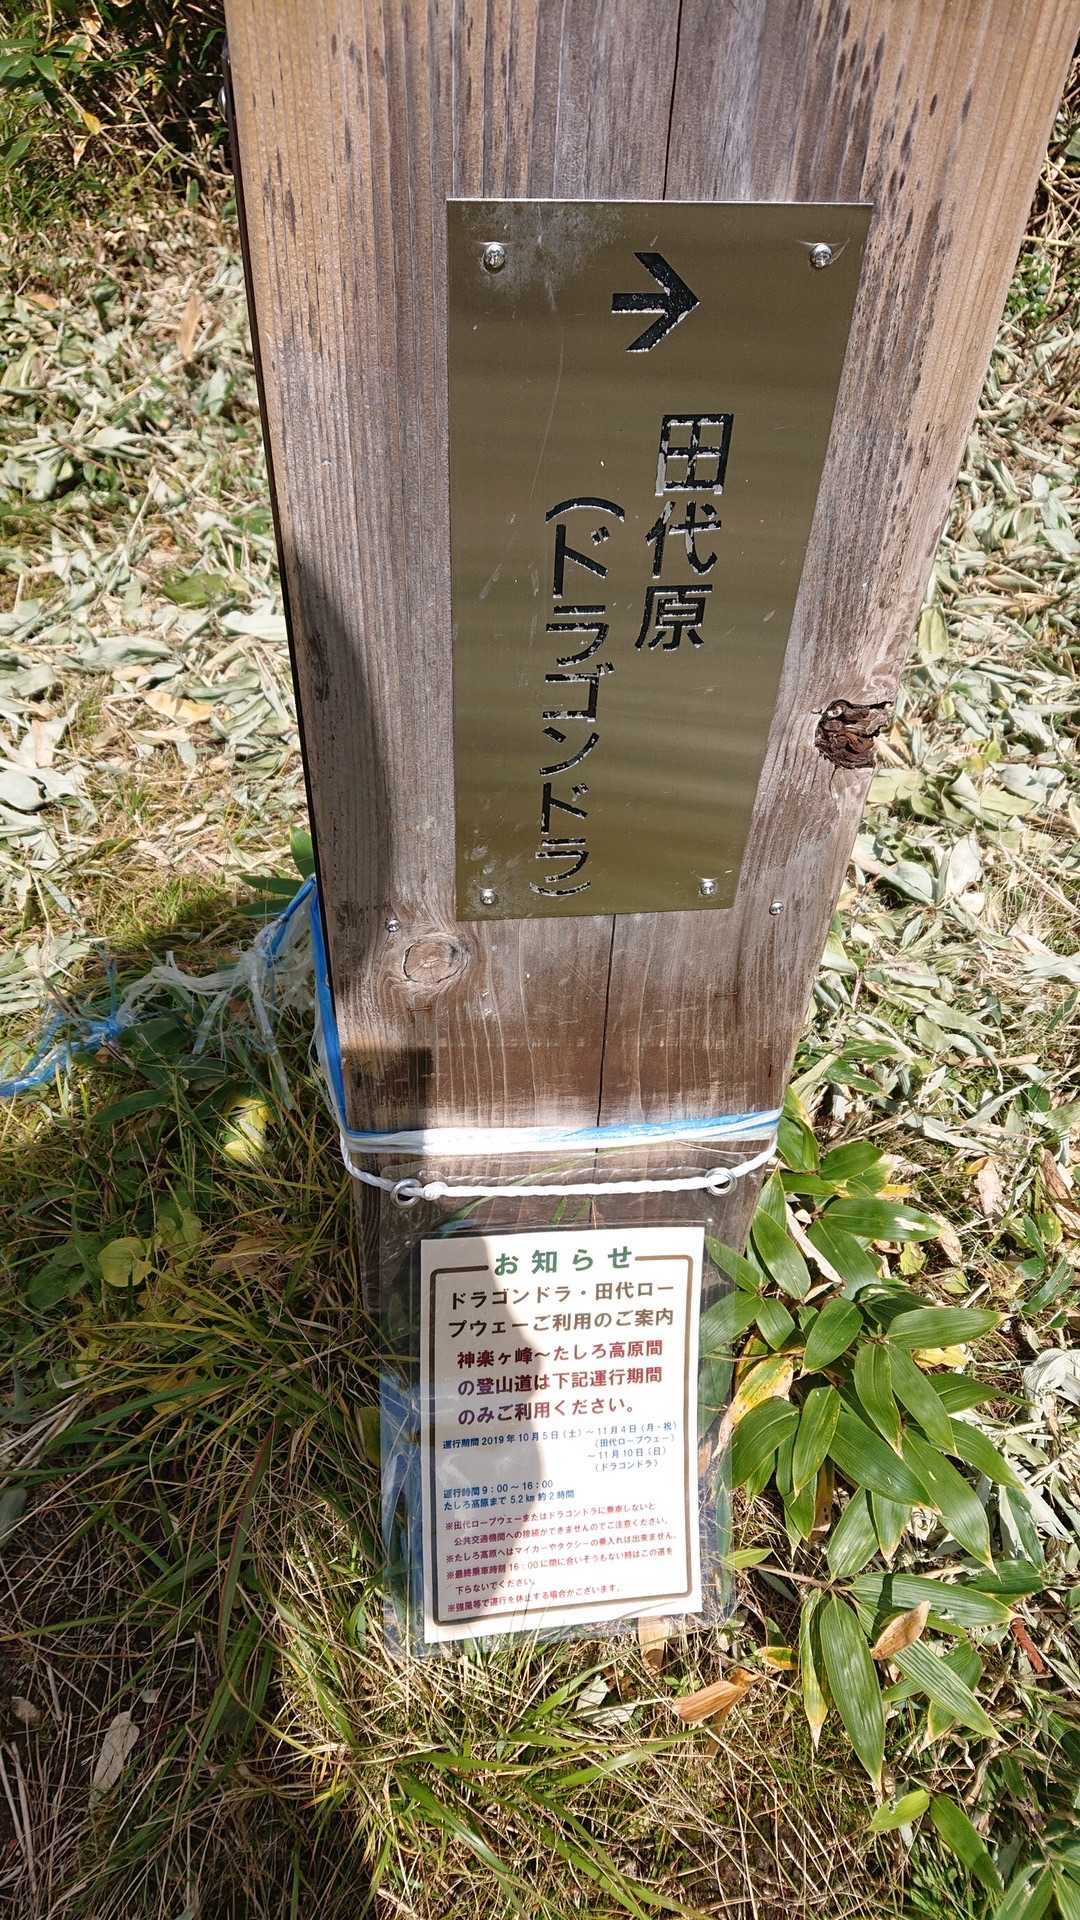 →
田代原
(ドラゴンドラ)
お知らせ
ドラゴンドラ・田代ロー
プウェーご利用のご案内
神楽ヶ峰～たしろ高原間
の登山道は下記運行期間
のみご利用ください。
運行期間 2019年10月5日(土)～11月4日(月・祝)
(田代ロープウェー)
～11月10日(日)
(ドラゴンドラ)
運行時間 9:00～16:00
たしろ高原まで 5.2㎞ 約2時間
※田代ロープウェーまたはドラゴンドラに乗車しないと
公共交通機関への接続ができませんのでご注意ください。
※たしろ高原へはマイカーやタクシーの乗入れは出来ません。
※最終乗車時刻16:00に間に合いそうもない時はこの道を
下らないでください。
※強風等で運行を休止する場合がございます。